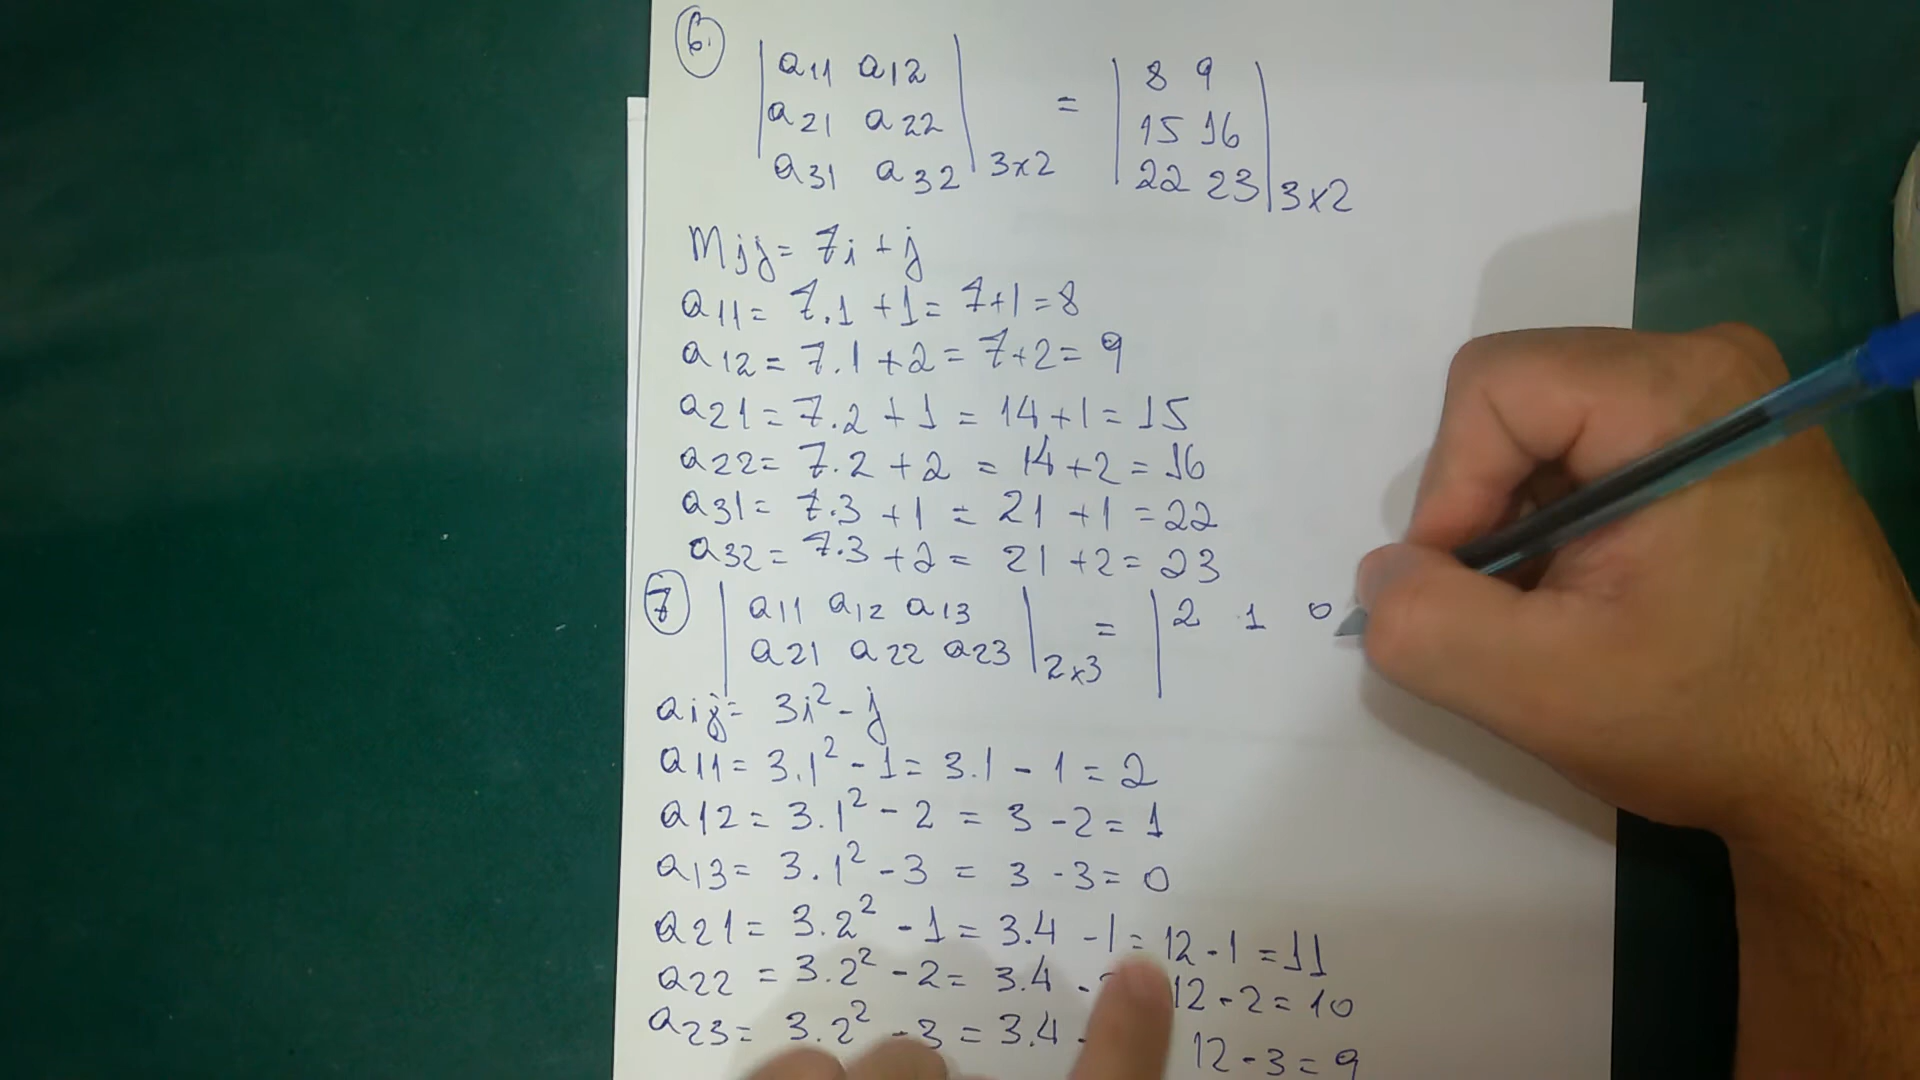 6.
| a11 a12 | = | 8 9 |
| a21 a22 | | 15 16 |
a31 a32 | 3x2 | 22 23 | 3x2
Mij = 7i + j
a11 = 7.1 + 1 = 7+1 = 8
a12 = 7.1 + 2 = 7+2 = 9
a21 = 7.2 + 1 = 14+1 = 15
a22 = 7.2 + 2 = 14+2 = 16
a31 = 7.3 + 1 = 21 + 1 = 22
a32 = 7.3 + 2 = 21 + 2 = 23
7 | a11 a12 a13 | = | 2 1 0
| a21 a22 a23 | 2x3 |
aij = 3i² - j
a11 = 3.1² - 1 = 3.1 - 1 = 2
a12 = 3.1² - 2 = 3 - 2 = 1
a13 = 3.1² - 3 = 3 - 3 = 0
a21 = 3.2² - 1 = 3.4 - 1 = 12 - 1 = 11
a22 = 3.2² - 2 = 3.4 - 12 - 2 = 10
a23 = 3.2² - 3 = 3.4 - 12 - 3 = 9